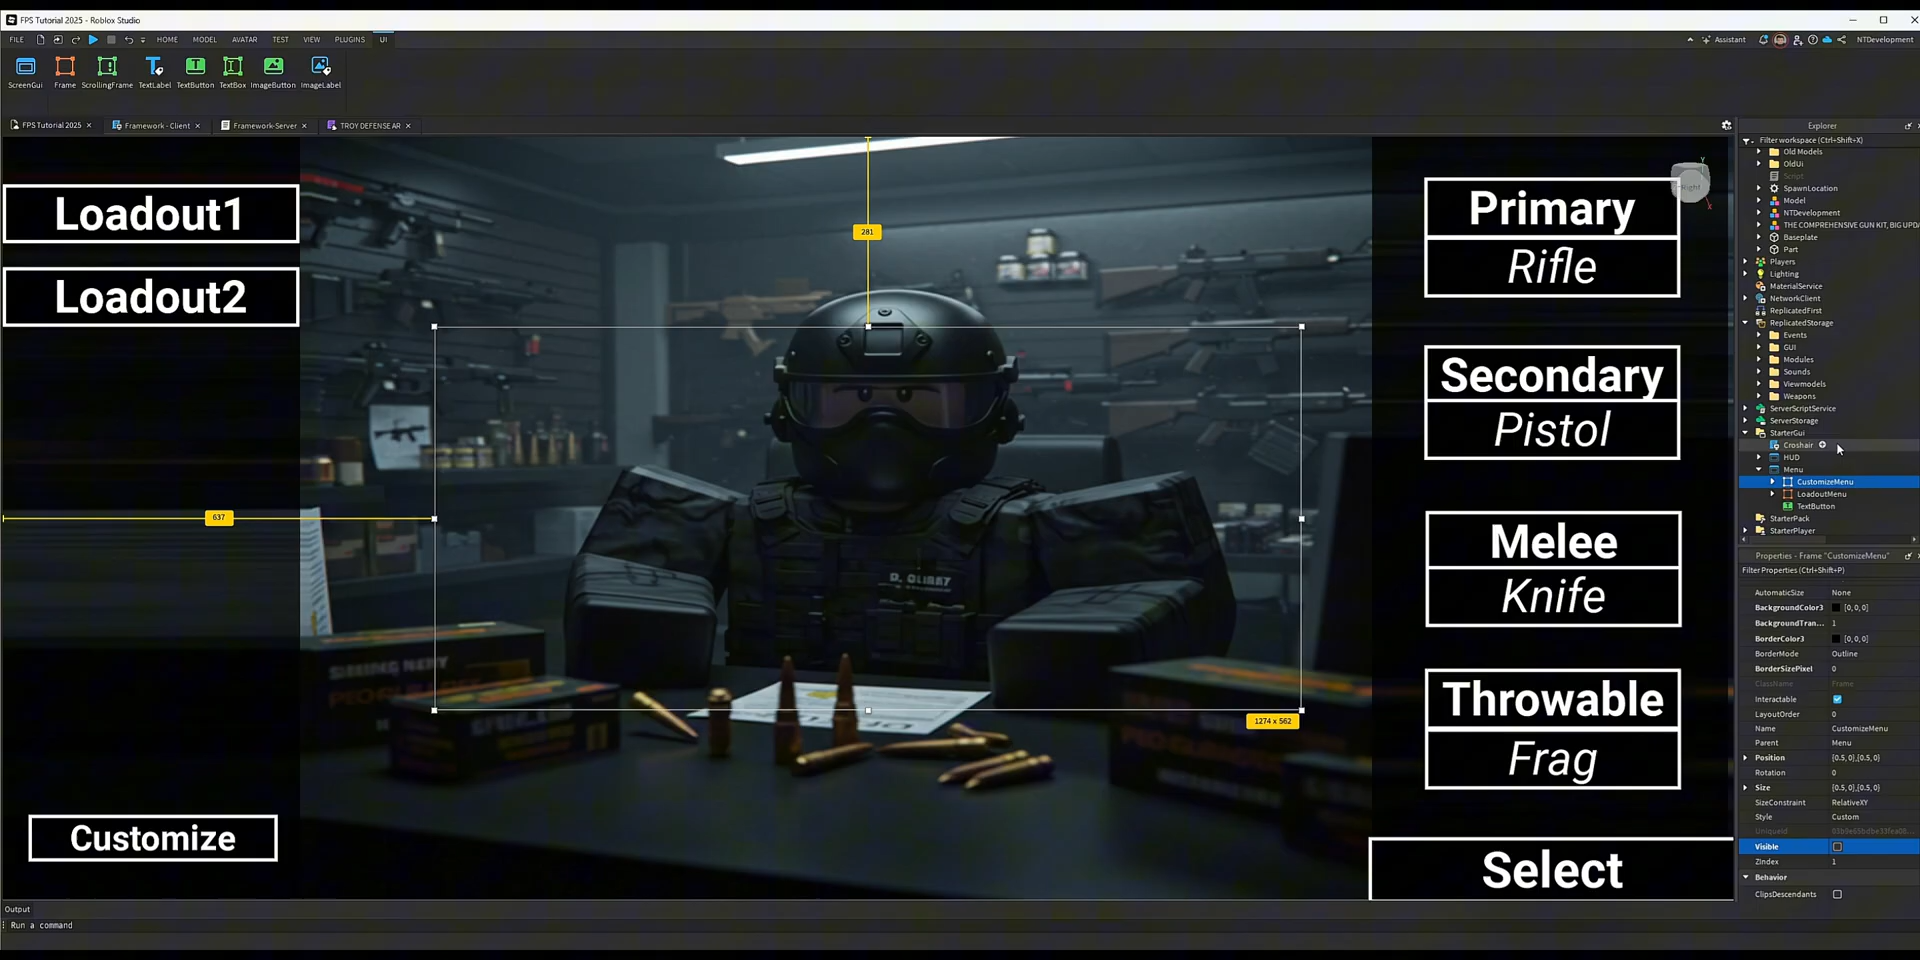 FPS Tutorial 2025 - Roblox Studio
FILE HOME MODEL AVATAR TEST VIEW PLUGINS UI
Assistant NTDevelopment
ScreenGui Frame ScrollingFrame TextLabel TextButton TextBox ImageButton ImageLabel
FPS Tutorial 2025 Framework - Client Framework-Server TROY DEFENSE AR
Loadout1
Loadout2
Customize
281
637
1274 x 562
D. OLIBAT
Primary
Rifle
Secondary
Pistol
Melee
Knife
Throwable
Frag
Select
Right
Y
X
Explorer
Filter workspace (Ctrl+Shift+X)
Old Models
OldUi
Script
SpawnLocation
Model
NTDevelopment
THE COMPREHENSIVE GUN KIT, BIG UPDA
Baseplate
Part
Players
Lighting
MaterialService
NetworkClient
ReplicatedFirst
ReplicatedStorage
Events
GUI
Modules
Sounds
Viewmodels
Weapons
ServerScriptService
ServerStorage
StarterGui
Croshair
HUD
Menu
CustomizeMenu
LoadoutMenu
TextButton
StarterPack
StarterPlayer
Properties - Frame "CustomizeMenu"
Filter Properties (Ctrl+Shift+P)
AutomaticSize None
BackgroundColor3 [0, 0, 0]
BackgroundTran... 1
BorderColor3 [0, 0, 0]
BorderMode Outline
BorderSizePixel 0
ClassName Frame
Interactable
LayoutOrder 0
Name CustomizeMenu
Parent Menu
Position {0.5, 0},{0.5, 0}
Rotation 0
Size {0.5, 0},{0.5, 0}
SizeConstraint RelativeXY
Style Custom
UniqueId
Visible
ZIndex 1
Behavior
ClipsDescendants
Output
Run a command